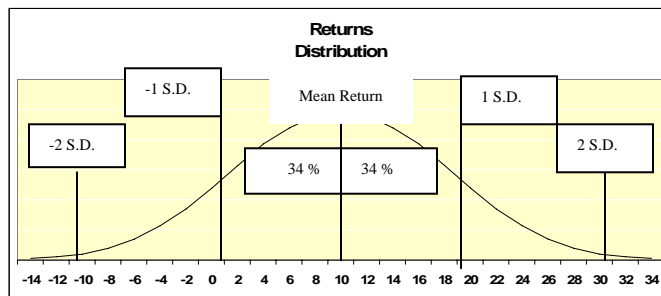 Returns
Distribution
-1 S.D.
Mean Return
1 S.D.
-2 S.D.
2 S.D.
34 %
34 %
-14 -12 -10 -8 -6 -4 -2 0 2 4 6 8 10 12 14 16 18 20 22 24 26 28 30 32 34